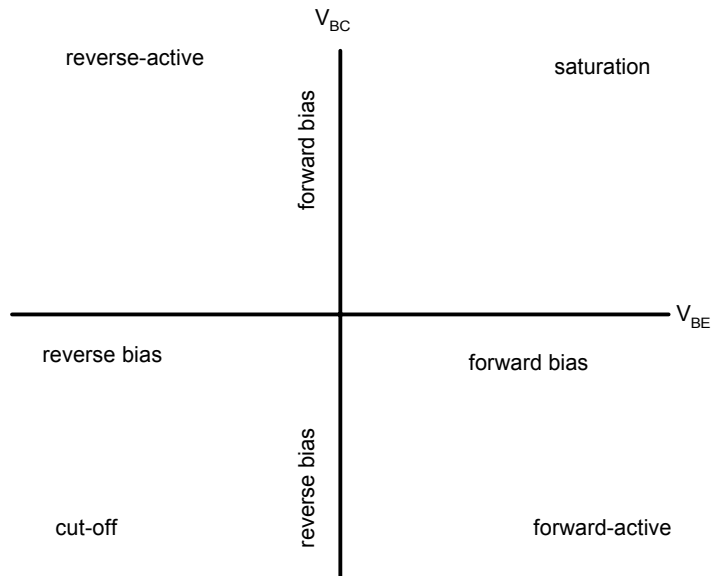 V_BC
reverse-active
saturation
forward bias
V_BE
reverse bias
forward bias
reverse bias
cut-off
forward-active